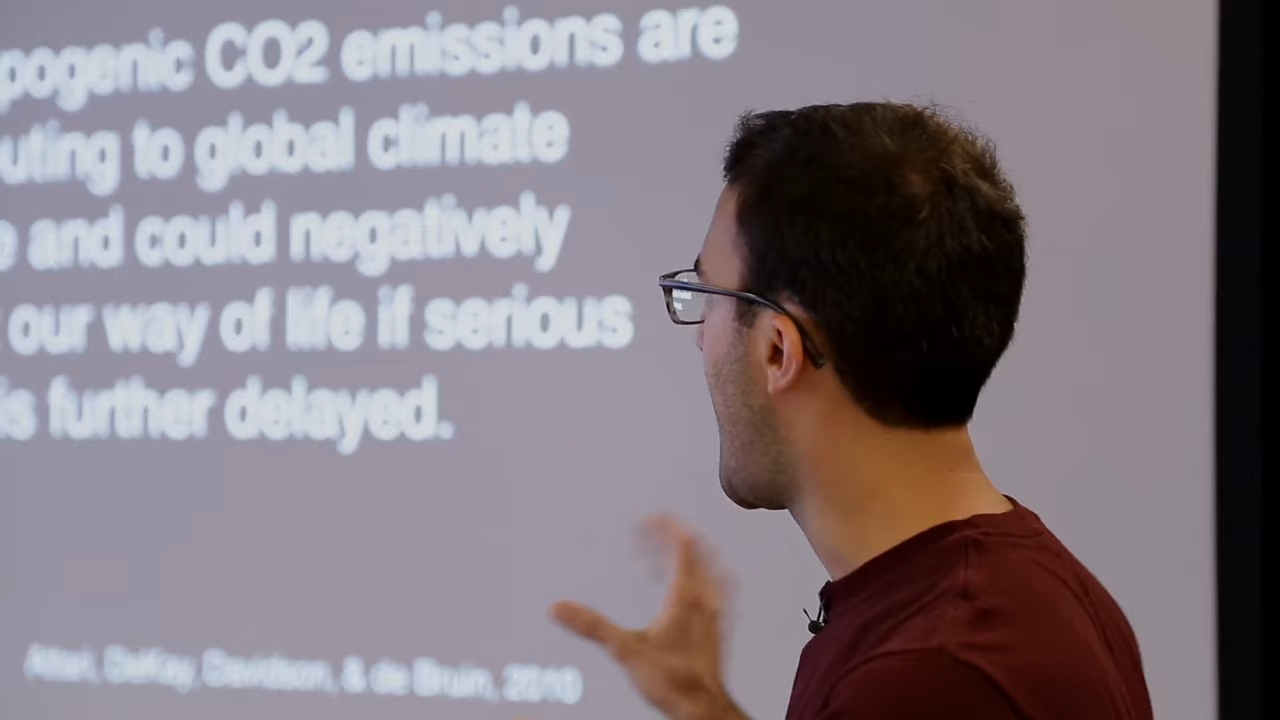 pogenic CO2 emissions are
uting to global climate
e and could negatively
our way of life if serious
is further delayed.
Attari, DeKay, Davidson, & de Bruin, 2010